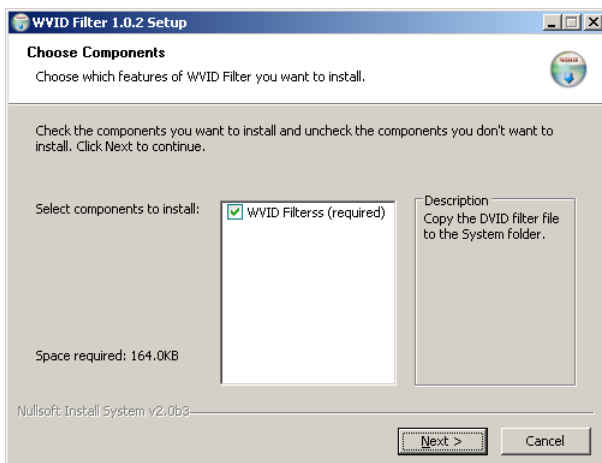 WVID Filter 1.0.2 Setup
Choose Components
Choose which features of WVID Filter you want to install.
Check the components you want to install and uncheck the components you don't want to
install. Click Next to continue.
Select components to install:
WVID Filterss (required)
Description
Copy the DVID filter file
to the System folder.
Space required: 164.0KB
Nullsoft Install System v2.0b3
Next >
Cancel